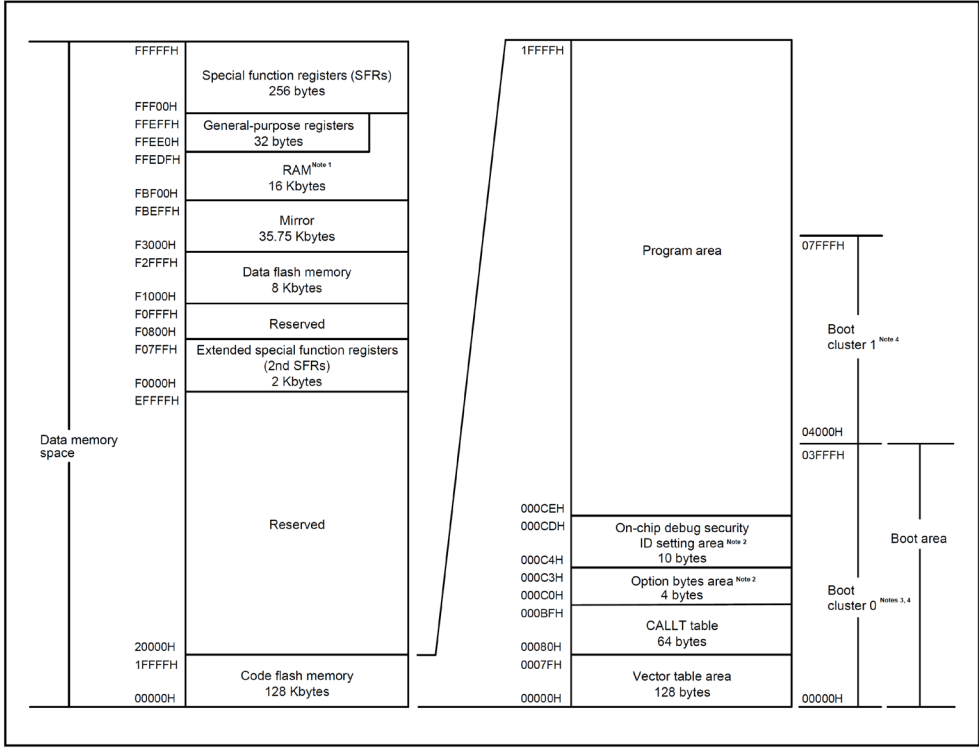 FFFFFH
Special function registers (SFRs)
256 bytes
FFF00H
FFEFFH
General-purpose registers
32 bytes
FFEE0H
FFEDFH
RAM Note 1
16 Kbytes
FBF00H
FBEFFH
Mirror
35.75 Kbytes
F3000H
F2FFFH
Data flash memory
8 Kbytes
F1000H
F0FFFH
Reserved
F0800H
F07FFH
Extended special function registers
(2nd SFRs)
2 Kbytes
F0000H
EFFFFH
Data memory
space
Reserved
20000H
1FFFFH
Code flash memory
128 Kbytes
00000H
1FFFFH
Program area
000CEH
000CDH
On-chip debug security
ID setting area Note 2
10 bytes
000C4H
000C3H
Option bytes area Note 2
4 bytes
000C0H
000BFH
CALLT table
64 bytes
00080H
0007FH
Vector table area
128 bytes
00000H
07FFFH
Boot
cluster 1 Note 4
04000H
03FFFH
Boot area
Boot
cluster 0 Notes 3, 4
00000H